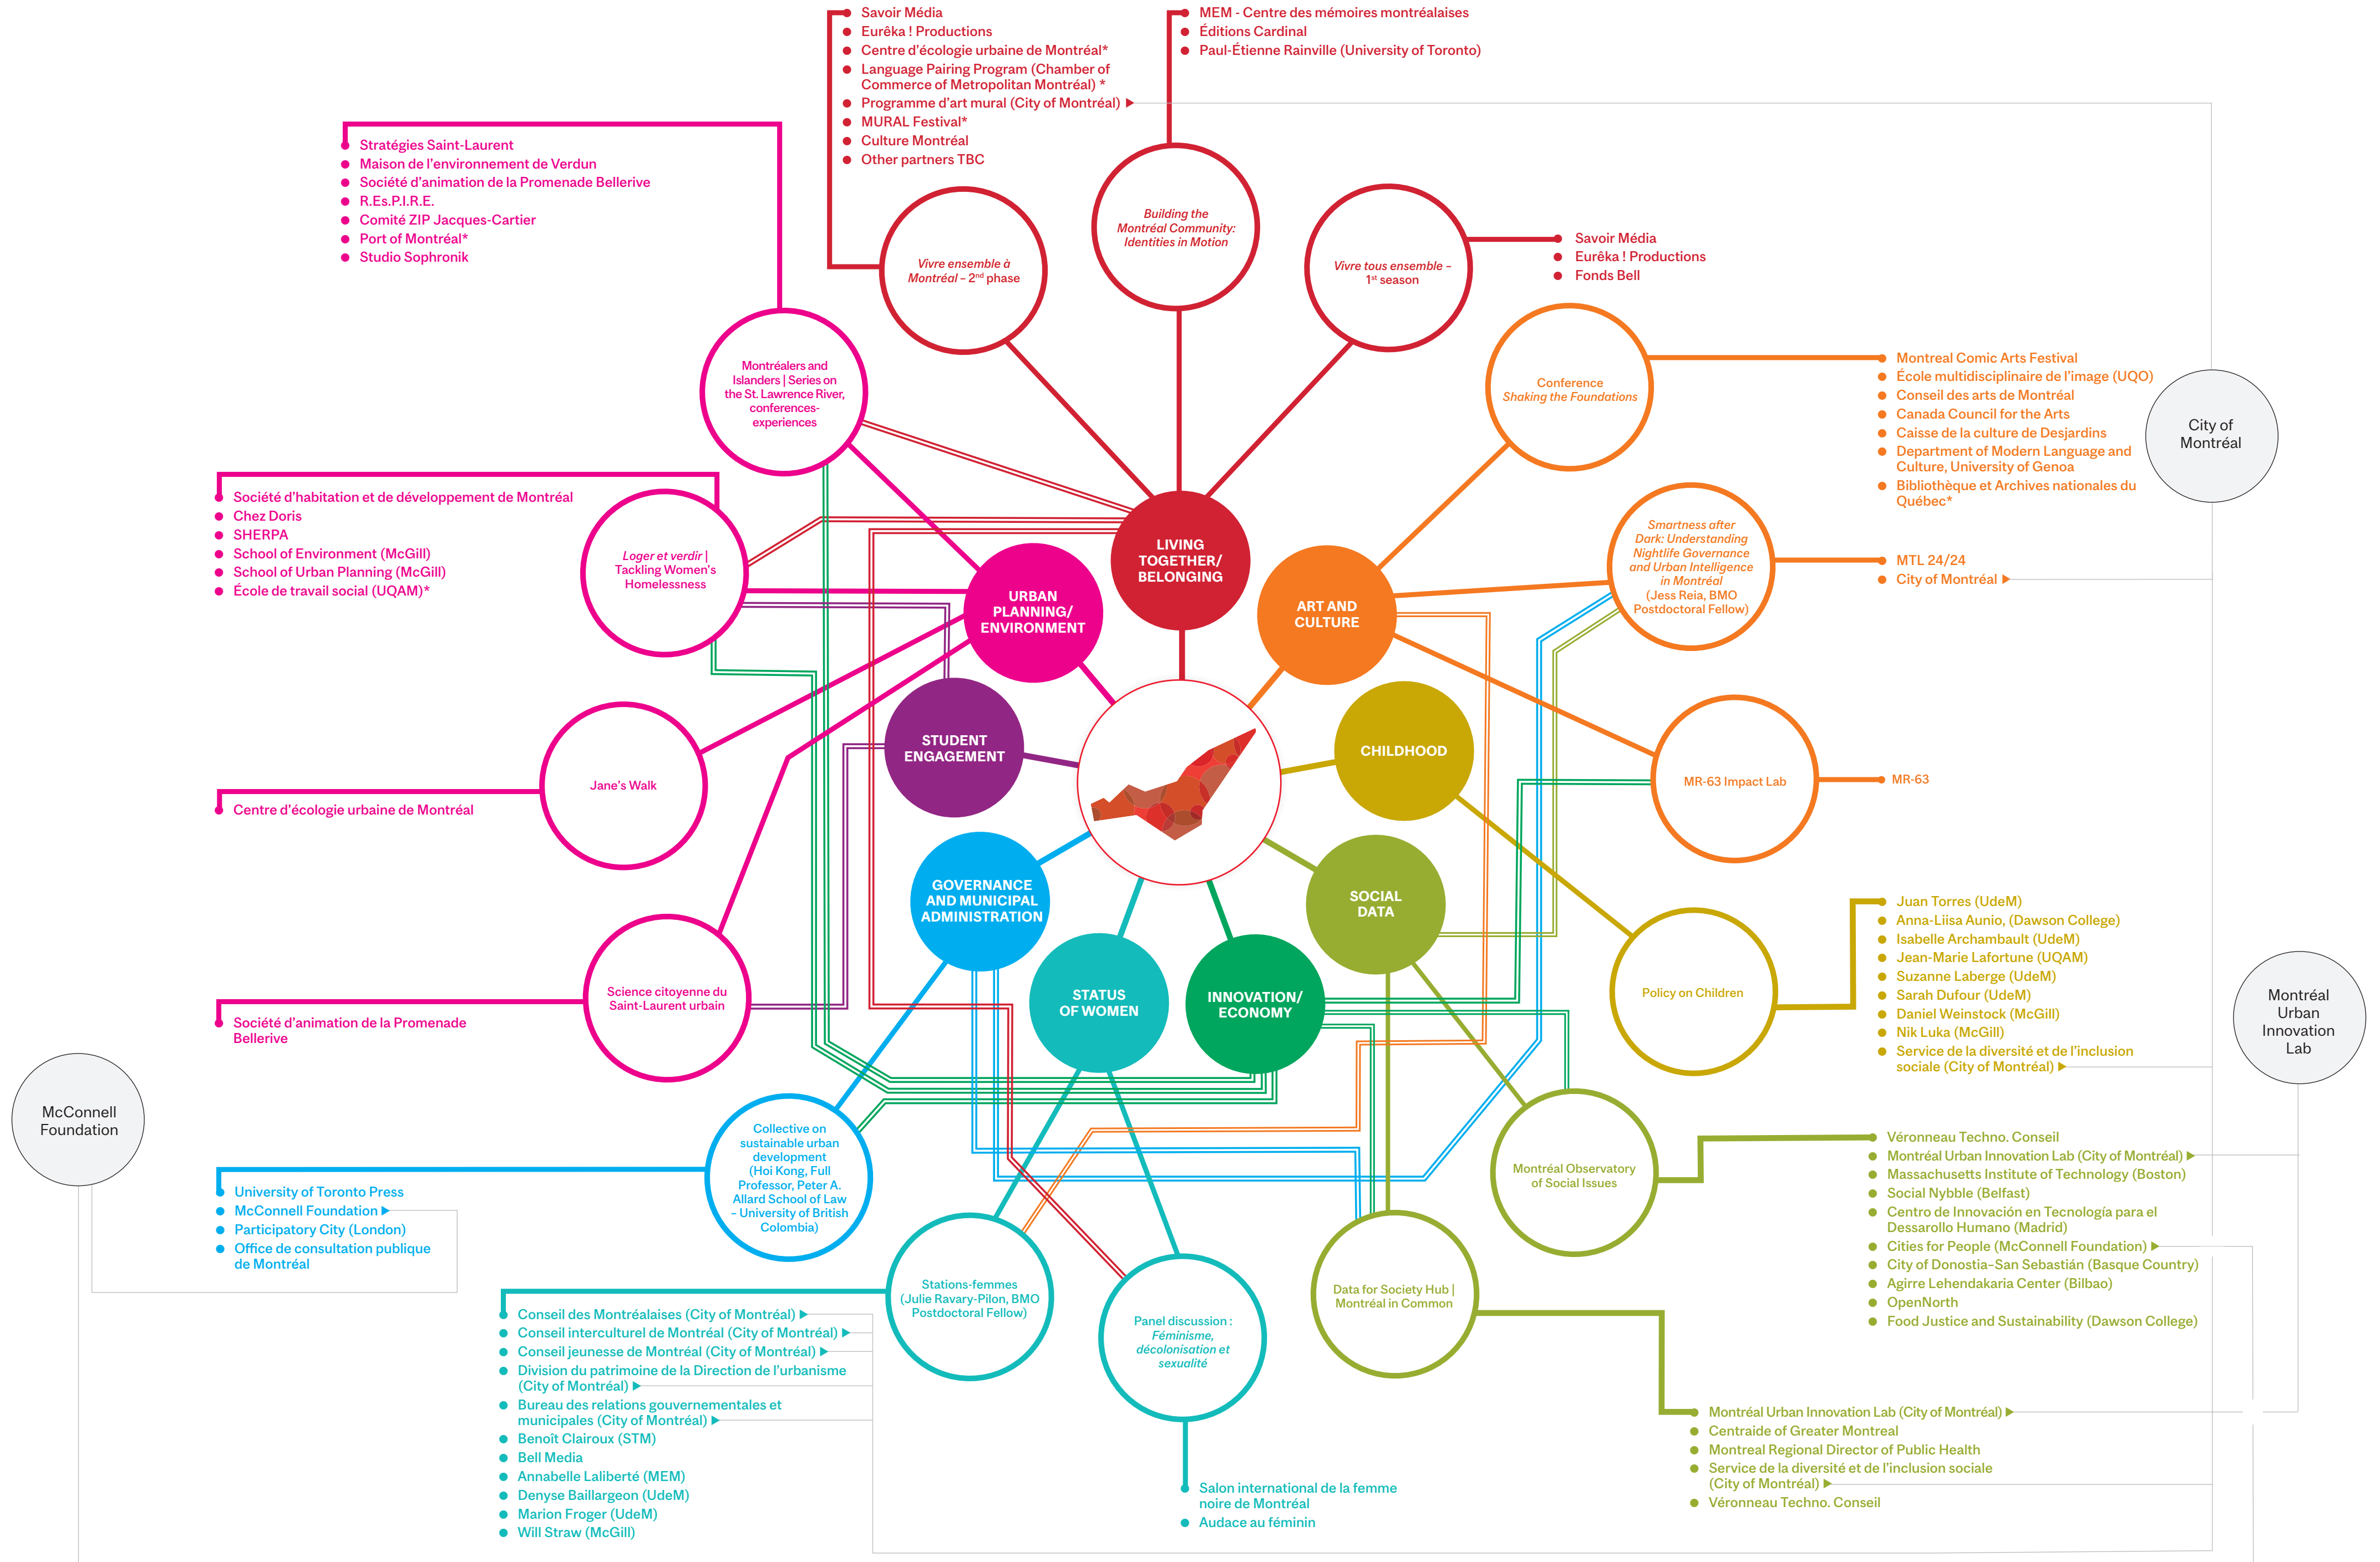 Savoir Média
Eurêka ! Productions
Centre d'écologie urbaine de Montréal*
Language Pairing Program (Chamber of
Commerce of Metropolitan Montréal) *
Programme d'art mural (City of Montréal)
MURAL Festival*
Culture Montréal
Other partners TBC
MEM - Centre des mémoires montréalaises
Éditions Cardinal
Paul-Étienne Rainville (University of Toronto)
Stratégies Saint-Laurent
Maison de l'environnement de Verdun
Société d'animation de la Promenade Bellerive
R.Es.P.I.R.E.
Comité ZIP Jacques-Cartier
Port of Montréal*
Studio Sophronik
Vivre ensemble à
Montréal – 2nd phase
Building the
Montréal Community:
Identities in Motion
Vivre tous ensemble –
1st season
Savoir Média
Eurêka ! Productions
Fonds Bell
Montréalers and
Islanders | Series on
the St. Lawrence River,
conferences-
experiences
Conference
Shaking the Foundations
Montreal Comic Arts Festival
École multidisciplinaire de l'image (UQO)
Conseil des arts de Montréal
Canada Council for the Arts
Caisse de la culture de Desjardins
Department of Modern Language and
Culture, University of Genoa
Bibliothèque et Archives nationales du
Québec*
City of
Montréal
Société d'habitation et de développement de Montréal
Chez Doris
SHERPA
School of Environment (McGill)
School of Urban Planning (McGill)
École de travail social (UQAM)*
Loger et verdir |
Tackling Women's
Homelessness
LIVING
TOGETHER/
BELONGING
URBAN
PLANNING/
ENVIRONMENT
ART AND
CULTURE
Smartness after
Dark: Understanding
Nightlife Governance
and Urban Intelligence
in Montréal
(Jess Reia, BMO
Postdoctoral Fellow)
MTL 24/24
City of Montréal
STUDENT
ENGAGEMENT
CHILDHOOD
Jane's Walk
Centre d'écologie urbaine de Montréal
MR-63 Impact Lab
MR-63
GOVERNANCE
AND MUNICIPAL
ADMINISTRATION
SOCIAL
DATA
STATUS
OF WOMEN
INNOVATION/
ECONOMY
Science citoyenne du
Saint-Laurent urbain
Société d'animation de la Promenade
Bellerive
Policy on Children
Juan Torres (UdeM)
Anna-Liisa Aunio, (Dawson College)
Isabelle Archambault (UdeM)
Jean-Marie Lafortune (UQAM)
Suzanne Laberge (UdeM)
Sarah Dufour (UdeM)
Daniel Weinstock (McGill)
Nik Luka (McGill)
Service de la diversité et de l'inclusion
sociale (City of Montréal)
Montréal
Urban
Innovation
Lab
McConnell
Foundation
Collective on
sustainable urban
development
(Hoi Kong, Full
Professor, Peter A.
Allard School of Law
– University of British
Colombia)
University of Toronto Press
McConnell Foundation
Participatory City (London)
Office de consultation publique
de Montréal
Montréal Observatory
of Social Issues
Véronneau Techno. Conseil
Montréal Urban Innovation Lab (City of Montréal)
Massachusetts Institute of Technology (Boston)
Social Nybble (Belfast)
Centro de Innovación en Tecnología para el
Dessarollo Humano (Madrid)
Cities for People (McConnell Foundation)
City of Donostia–San Sebastián (Basque Country)
Agirre Lehendakaria Center (Bilbao)
OpenNorth
Food Justice and Sustainability (Dawson College)
Stations-femmes
(Julie Ravary-Pilon, BMO
Postdoctoral Fellow)
Panel discussion :
Féminisme,
décolonisation et
sexualité
Data for Society Hub |
Montréal in Common
Conseil des Montréalaises (City of Montréal)
Conseil interculturel de Montréal (City of Montréal)
Conseil jeunesse de Montréal (City of Montréal)
Division du patrimoine de la Direction de l'urbanisme
(City of Montréal)
Bureau des relations gouvernementales et
municipales (City of Montréal)
Benoît Clairoux (STM)
Bell Media
Annabelle Laliberté (MEM)
Denyse Baillargeon (UdeM)
Marion Froger (UdeM)
Will Straw (McGill)
Salon international de la femme
noire de Montréal
Audace au féminin
Montréal Urban Innovation Lab (City of Montréal)
Centraide of Greater Montreal
Montreal Regional Director of Public Health
Service de la diversité et de l'inclusion sociale
(City of Montréal)
Véronneau Techno. Conseil